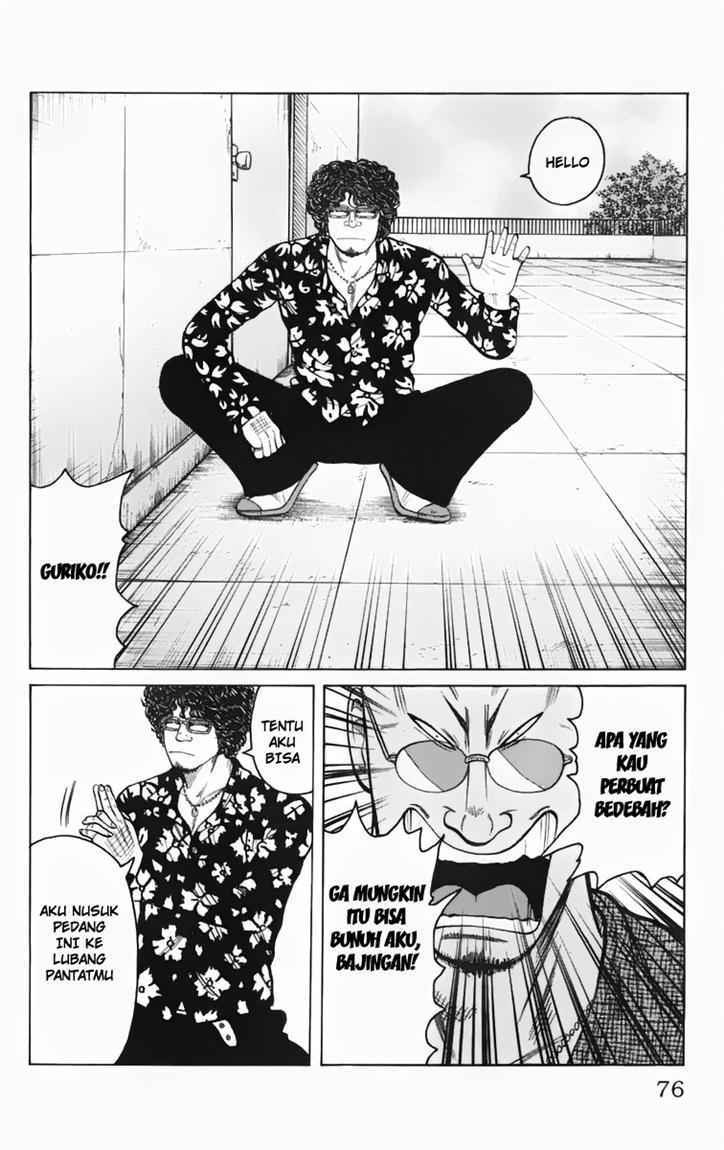 HELLO
GURIKO!!
APA YANG
KAU
PERBUAT
BEDEBAH?
GA MUNGKIN
ITU BISA
BUNUH AKU,
BAJINGAN!
TENTU
AKU
BISA
AKU NUSUK
PEDANG
INI KE
LUBANG
PANTATMU
76